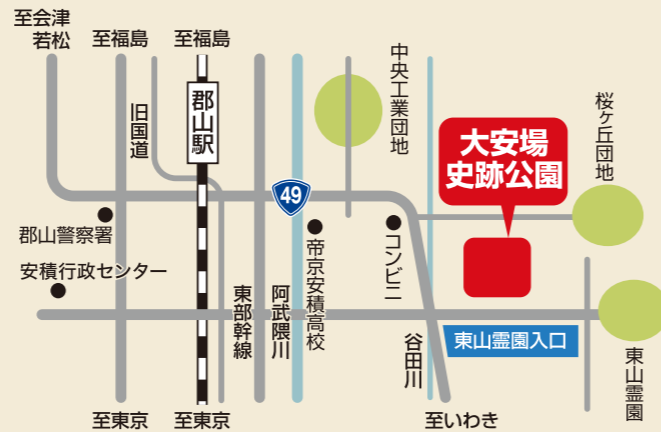 至会津
若松
至福島
至福島
旧国道
郡山駅
中央工業団地
大安場
史跡公園
桜ヶ丘団地
49
郡山警察署
安積行政センター
東部幹線
阿武隈川
帝京安積高校
コンビニ
谷田川
東山霊園入口
東山霊園
至東京
至東京
至いわき